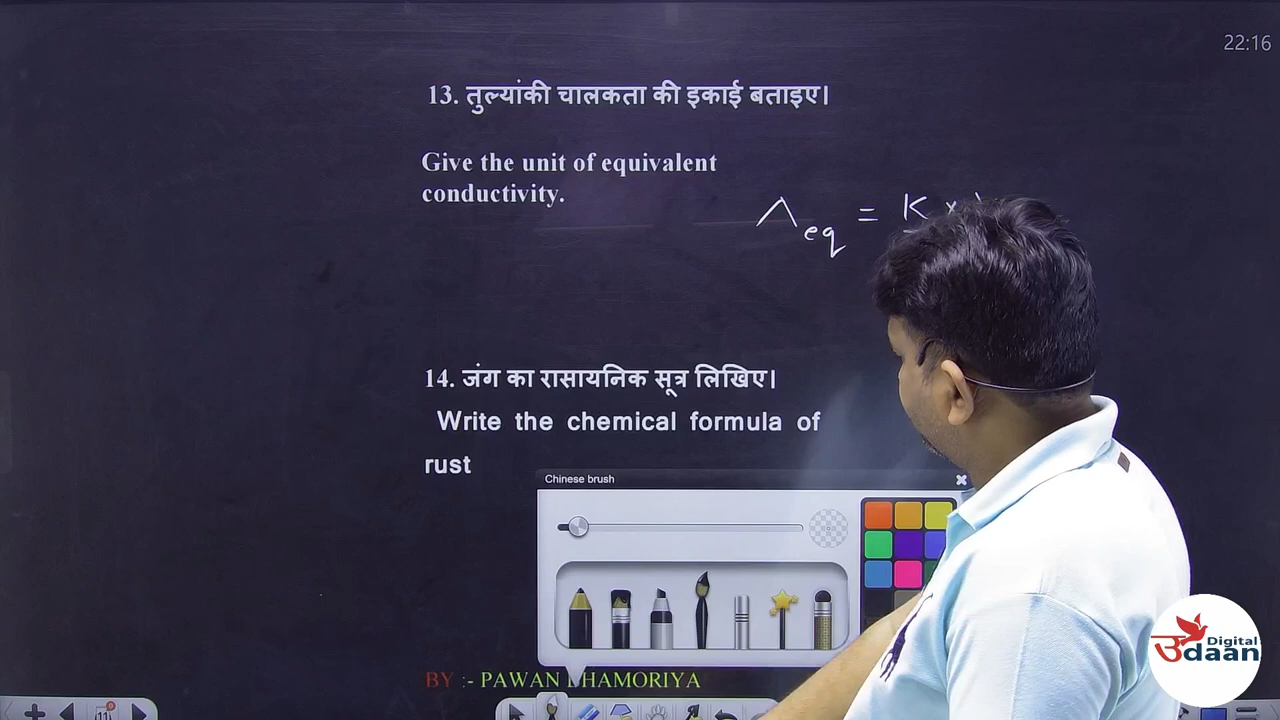 22:16
13. तुल्यांकी चालकता की इकाई बताइए।
Give the unit of equivalent
conductivity.
Λeq = K ×
14. जंग का रासायनिक सूत्र लिखिए।
Write the chemical formula of
rust
Chinese brush
BY :- PAWAN
11
Digital
उdaan